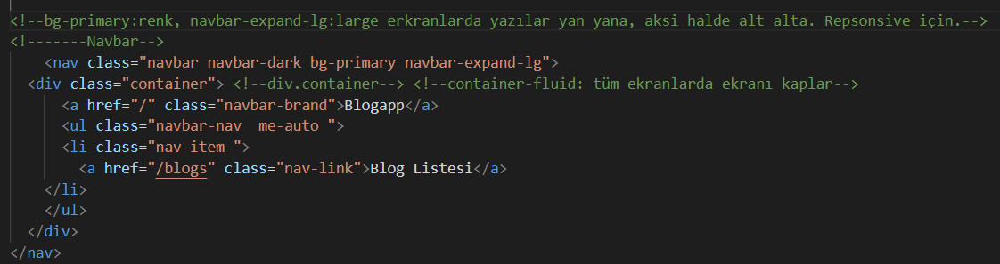 <!--bg-primary:renk, navbar-expand-lg:large erkranlarda yazılar yan yana, aksi halde alt alta. Repsonsive için.-->
<!-------Navbar-->
<nav class="navbar navbar-dark bg-primary navbar-expand-lg">
<div class="container"> <!--div.container--> <!--container-fluid: tüm ekranlarda ekranı kaplar-->
<a href="/" class="navbar-brand">Blogapp</a>
<ul class="navbar-nav  me-auto ">
<li class="nav-item ">
<a href="/blogs" class="nav-link">Blog Listesi</a>
</li>
</ul>
</div>
</nav>